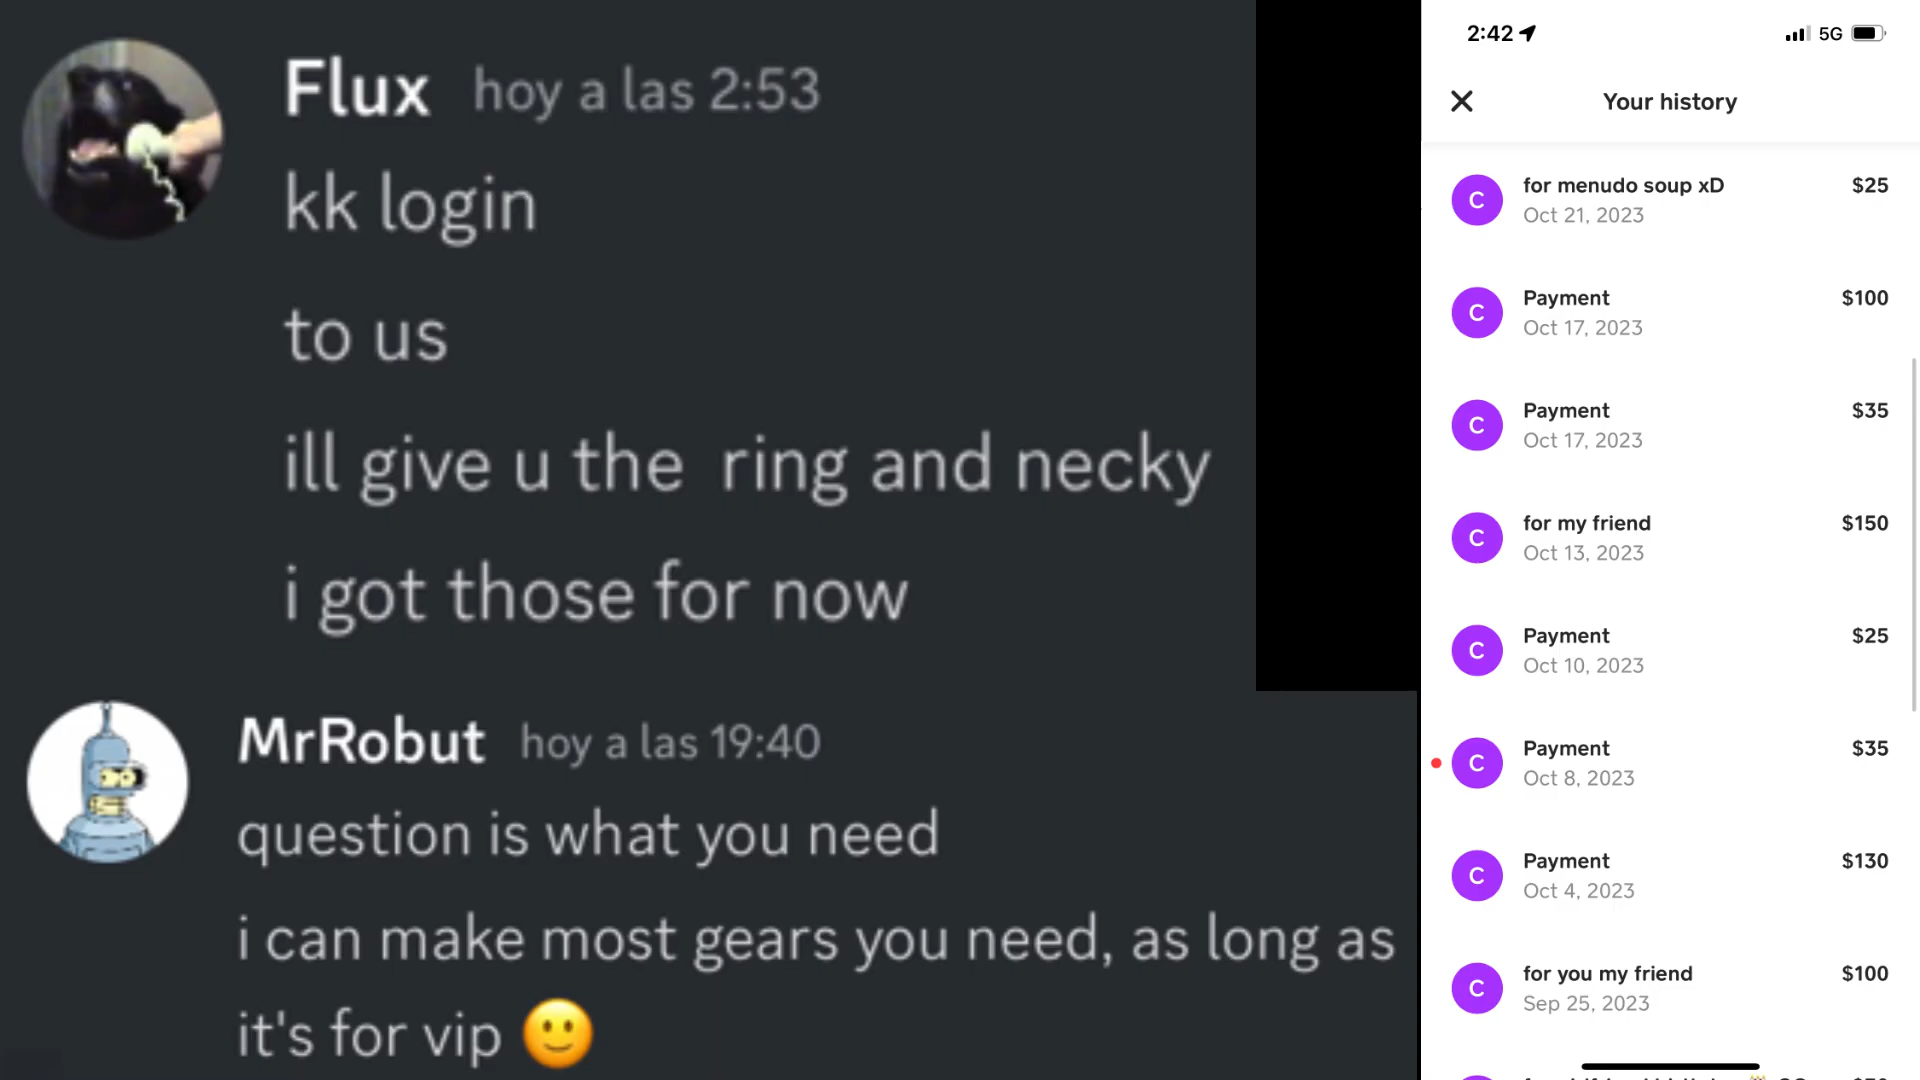 Flux hoy a las 2:53
kk login
to us
ill give u the ring and necky
i got those for now
MrRobut hoy a las 19:40
question is what you need
i can make most gears you need, as long as
it's for vip 🙂
2:42 5G
Your history
C for menudo soup xD $25
Oct 21, 2023
C Payment $100
Oct 17, 2023
C Payment $35
Oct 17, 2023
C for my friend $150
Oct 13, 2023
C Payment $25
Oct 10, 2023
C Payment $35
Oct 8, 2023
C Payment $130
Oct 4, 2023
C for you my friend $100
Sep 25, 2023